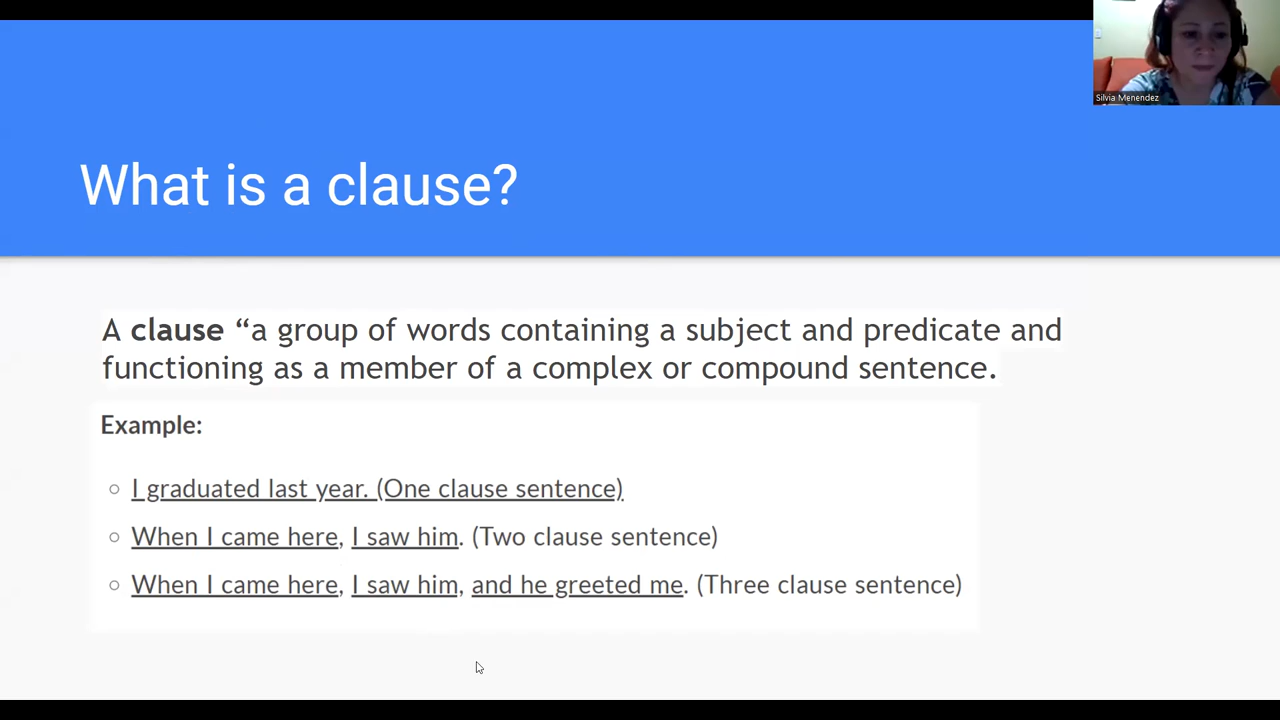 Silvia Menendez
What is a clause?
A clause “a group of words containing a subject and predicate and
functioning as a member of a complex or compound sentence.
Example:
I graduated last year. (One clause sentence)
When I came here, I saw him. (Two clause sentence)
When I came here, I saw him, and he greeted me. (Three clause sentence)